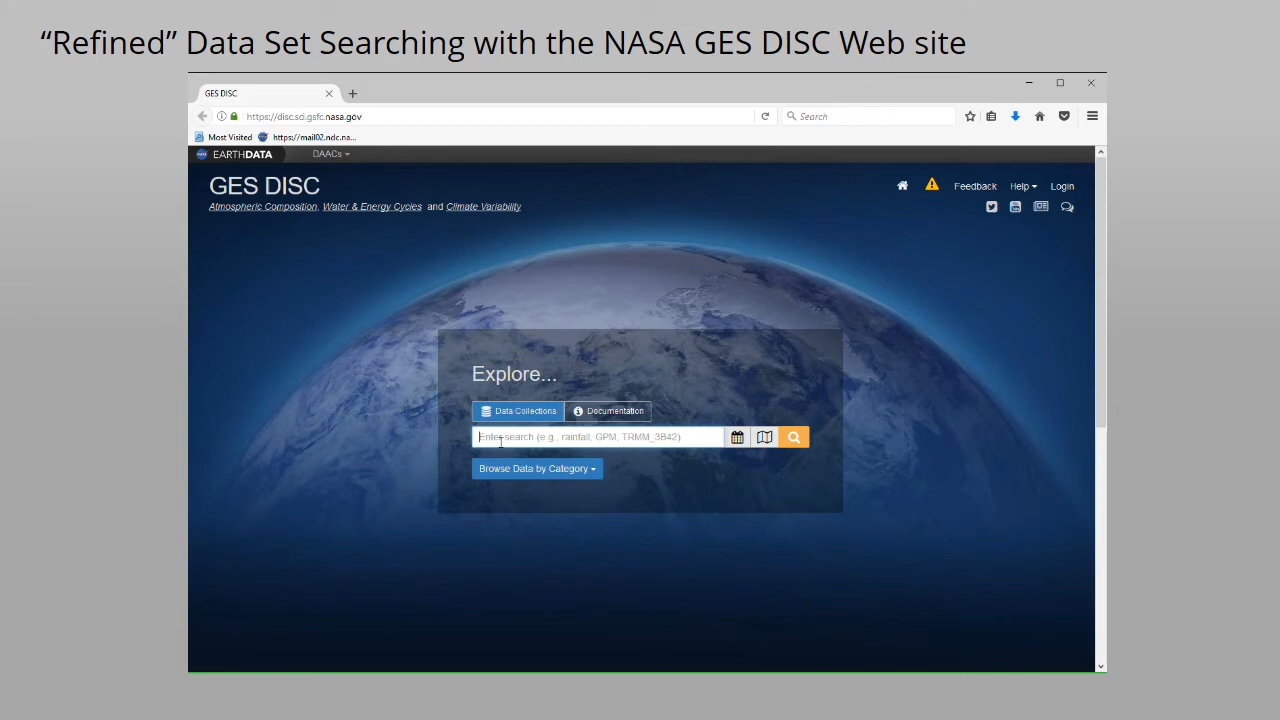 “Refined” Data Set Searching with the NASA GES DISC Web site
GES DISC
https://disc.sci.gsfc.nasa.gov
Search
Most Visited
https://mail02.ndc.na...
EARTHDATA
DAACs
GES DISC
Feedback
Help
Login
Atmospheric Composition, Water & Energy Cycles and Climate Variability
Explore...
Data Collections
Documentation
Enter search (e.g., rainfall, GPM, TRMM_3B42)
Browse Data by Category